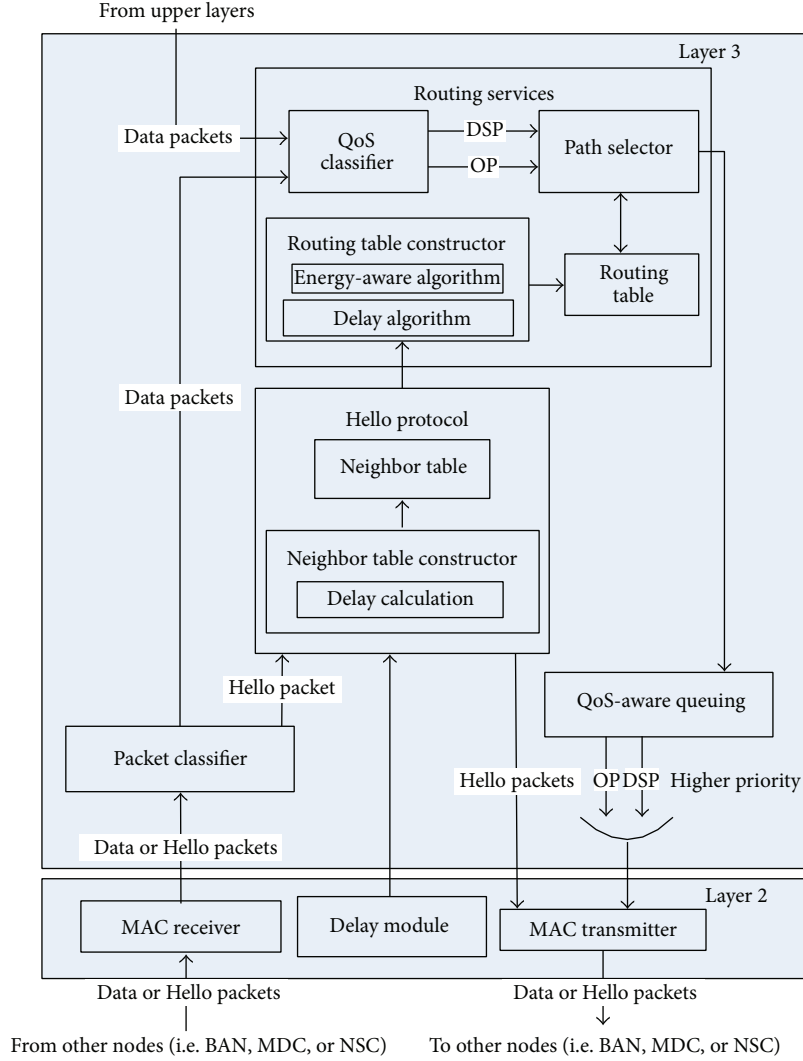 From upper layers
Layer 3
Routing services
Data packets
QoS
classifier
DSP
OP
Path selector
Routing table constructor
Energy-aware algorithm
Delay algorithm
Routing
table
Data packets
Hello protocol
Neighbor table
Neighbor table constructor
Delay calculation
Hello packet
QoS-aware queuing
Packet classifier
Hello packets
OP
DSP
Higher priority
Data or Hello packets
Layer 2
MAC receiver
Delay module
MAC transmitter
Data or Hello packets
Data or Hello packets
From other nodes (i.e. BAN, MDC, or NSC)
To other nodes (i.e. BAN, MDC, or NSC)